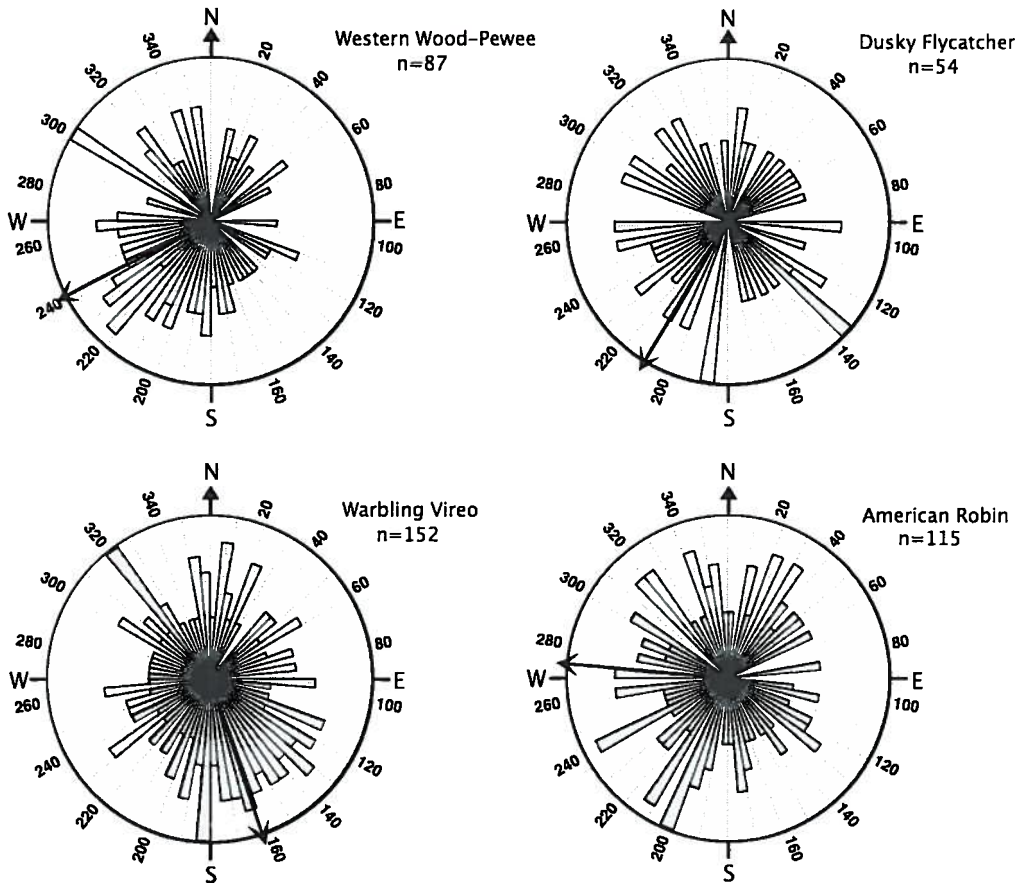 Western Wood-Pewee
n=87
N
20
40
60
80
E
100
120
140
160
S
200
220
240
260
W
280
300
320
340
Dusky Flycatcher
n=54
N
20
40
60
80
E
100
120
140
160
S
200
220
240
260
W
280
300
320
340
Warbling Vireo
n=152
N
20
40
60
80
E
100
120
140
160
S
200
220
240
260
W
280
300
320
340
American Robin
n=115
N
20
40
60
80
E
100
120
140
160
S
200
220
240
260
W
280
300
320
340